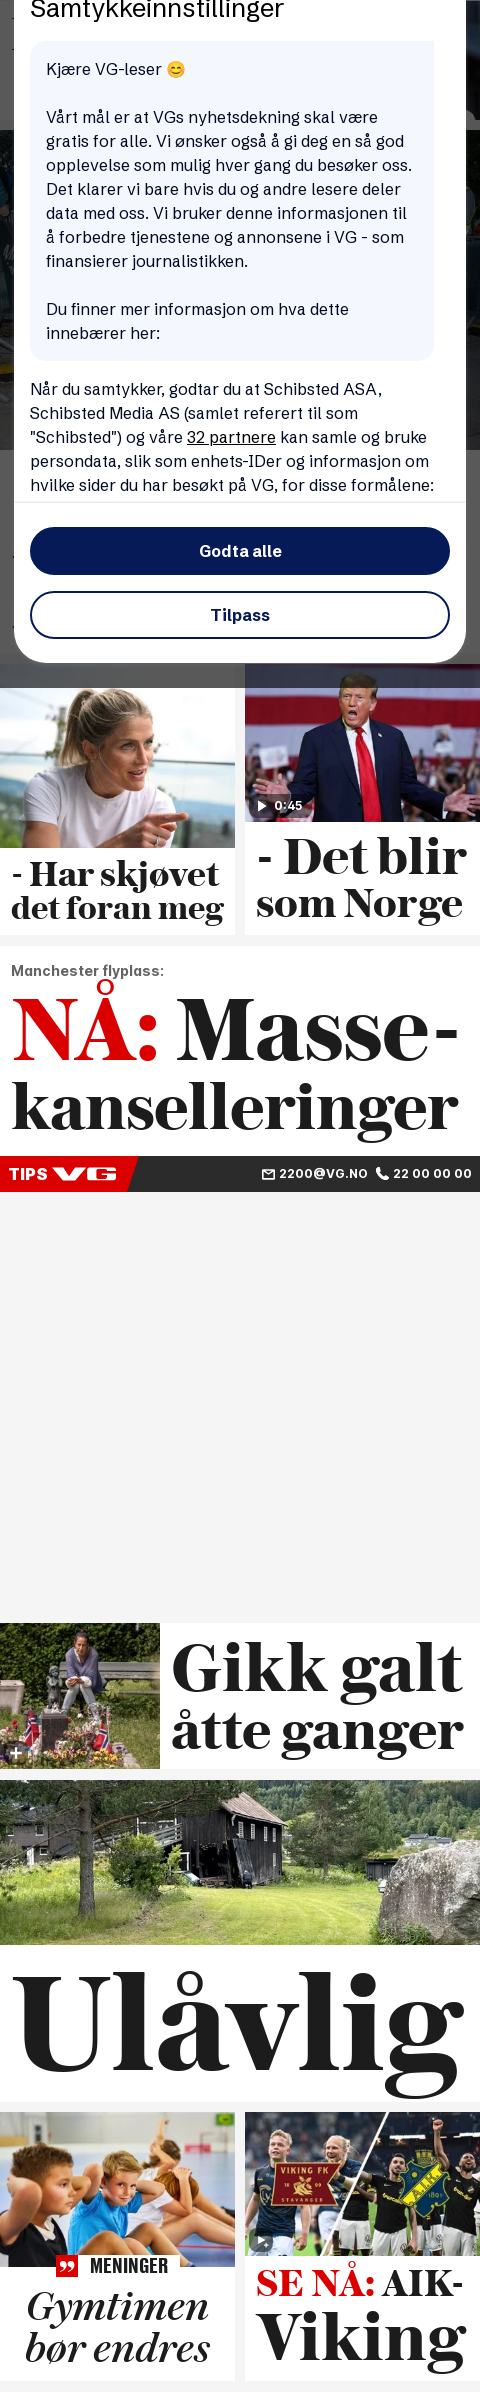 Samtykkeinnstillinger
Kjære VG-leser 😊
Vårt mål er at VGs nyhetsdekning skal være
gratis for alle. Vi ønsker også å gi deg en så god
opplevelse som mulig hver gang du besøker oss.
Det klarer vi bare hvis du og andre lesere deler
data med oss. Vi bruker denne informasjonen til
å forbedre tjenestene og annonsene i VG - som
finansierer journalistikken.
Du finner mer informasjon om hva dette
innebærer her:
Når du samtykker, godtar du at Schibsted ASA,
Schibsted Media AS (samlet referert til som
"Schibsted") og våre 32 partnere kan samle og bruke
persondata, slik som enhets-IDer og informasjon om
hvilke sider du har besøkt på VG, for disse formålene:
Godta alle
Tilpass
0:45
- Har skjøvet
det foran meg
- Det blir
som Norge
Manchester flyplass:
NÅ: Masse-
kanselleringer
TIPS VG 2200@VG.NO 22 00 00 00
Gikk galt
åtte ganger
Ulåvlig
VIKING FK
1899
STAVANGER
AIK
1891
MENINGER
Gymtimen
bør endres
SE NÅ: AIK-
Viking